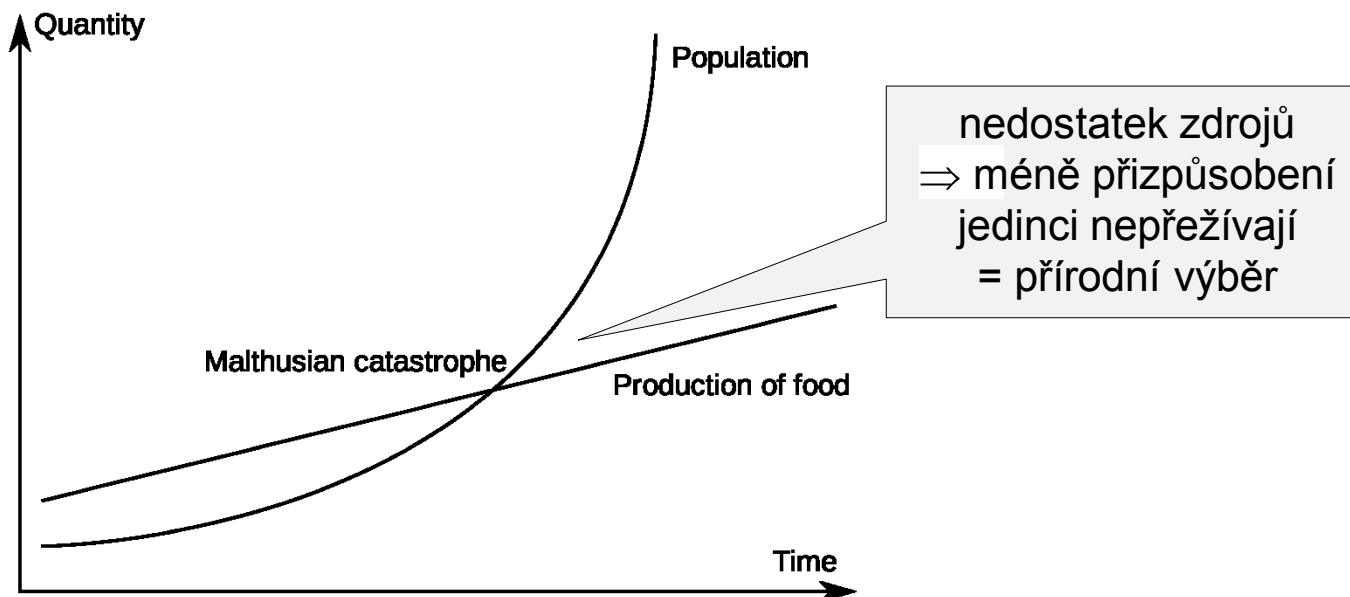 Quantity
Population
nedostatek zdrojů
⇒ méně přizpůsobení
jedinci nepřežívají
= přírodní výběr
Malthusian catastrophe
Production of food
Time